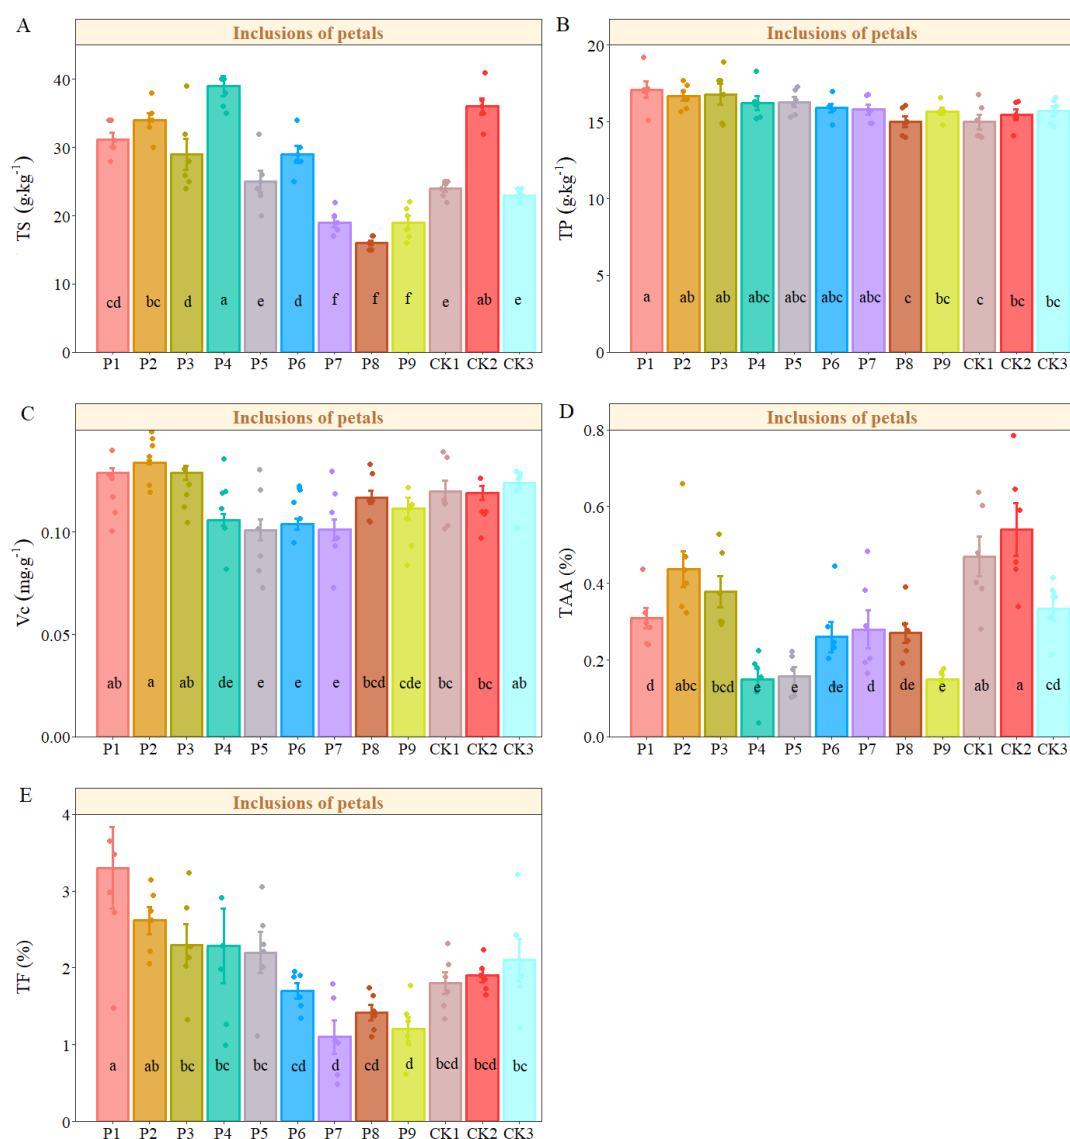 A
Inclusions of petals
TS (g·kg⁻¹)
40
30
20
10
0
cd bc d a e d f f f e ab e
P1 P2 P3 P4 P5 P6 P7 P8 P9 CK1 CK2 CK3
B
Inclusions of petals
TP (g·kg⁻¹)
20
15
10
5
0
a ab ab abc abc abc abc c bc c bc bc
P1 P2 P3 P4 P5 P6 P7 P8 P9 CK1 CK2 CK3
C
Inclusions of petals
Vc (mg·g⁻¹)
0.10
0.05
0.00
ab a ab de e e e bcd cde bc bc ab
P1 P2 P3 P4 P5 P6 P7 P8 P9 CK1 CK2 CK3
D
Inclusions of petals
TAA (%)
0.8
0.6
0.4
0.2
0.0
d abc bcd e e de d de e ab a cd
P1 P2 P3 P4 P5 P6 P7 P8 P9 CK1 CK2 CK3
E
Inclusions of petals
TF (%)
4
3
2
1
0
a ab bc bc bc cd d cd d bcd bcd bc
P1 P2 P3 P4 P5 P6 P7 P8 P9 CK1 CK2 CK3